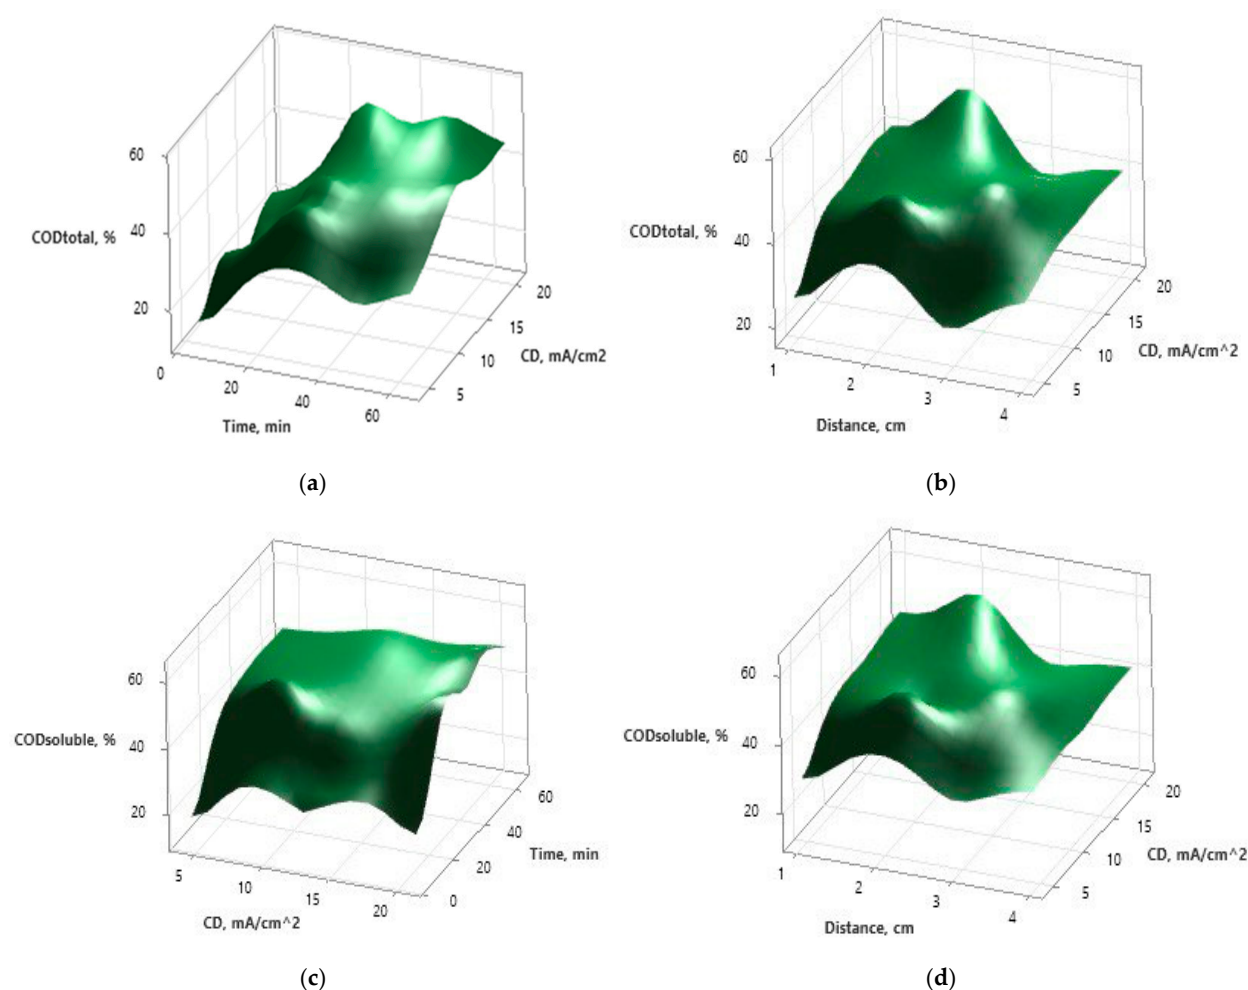 60
CODtotal, %
40
20
0
20
40
60
Time, min
5
10
15
20
CD, mA/cm2
(a)
60
CODtotal, %
40
20
1
2
3
4
Distance, cm
5
10
15
20
CD, mA/cm^2
(b)
60
CODsoluble, %
40
20
5
10
15
20
CD, mA/cm^2
0
20
40
60
Time, min
(c)
60
CODsoluble, %
40
20
1
2
3
4
Distance, cm
5
10
15
20
CD, mA/cm^2
(d)